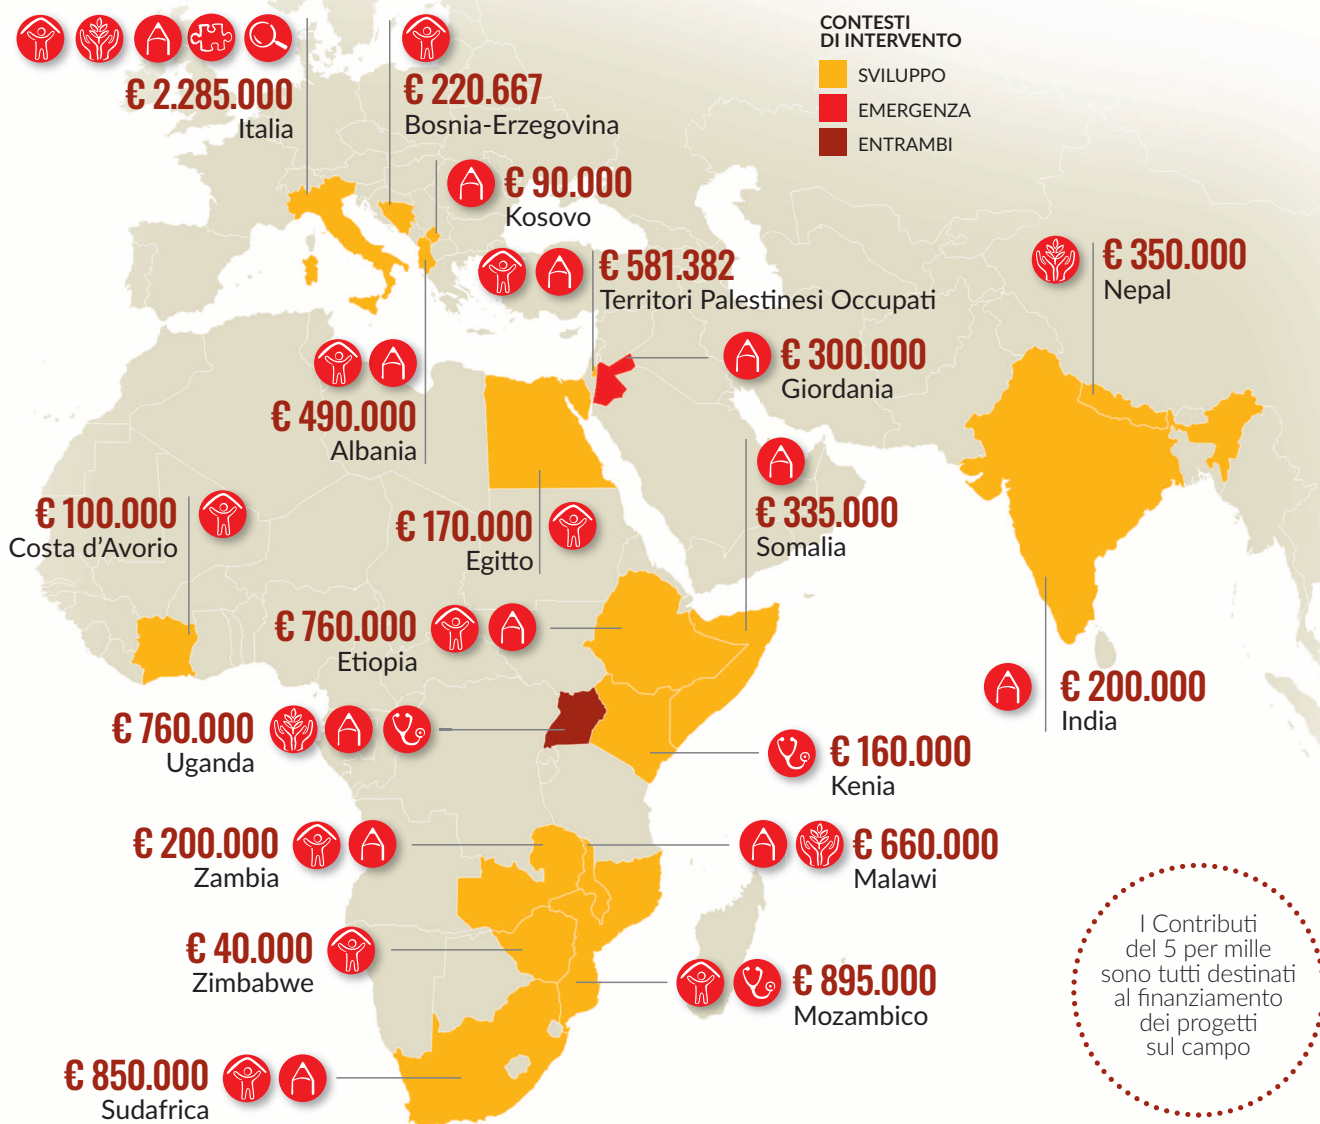 CONTESTI
DI INTERVENTO
SVILUPPO
EMERGENZA
ENTRAMBI
€ 2.285.000
Italia
€ 220.667
Bosnia-Erzegovina
€ 90.000
Kosovo
€ 581.382
Territori Palestinesi Occupati
€ 350.000
Nepal
€ 300.000
Giordania
€ 490.000
Albania
€ 100.000
Costa d'Avorio
€ 170.000
Egitto
€ 335.000
Somalia
€ 760.000
Etiopia
€ 200.000
India
€ 760.000
Uganda
€ 160.000
Kenia
€ 200.000
Zambia
€ 660.000
Malawi
€ 40.000
Zimbabwe
€ 895.000
Mozambico
€ 850.000
Sudafrica
I Contributi
del 5 per mille
sono tutti destinati
al finanziamento
dei progetti
sul campo